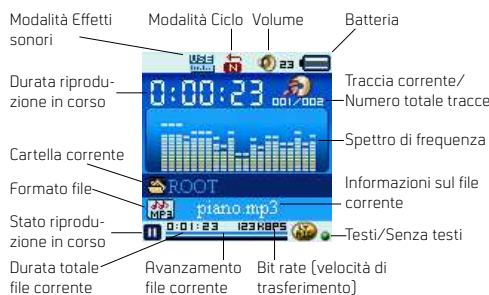 Modalità Effetti
sonori
Modalità Ciclo
Volume
Batteria
USB
N
23
Durata riprodu-
zione in corso
0:00:23
001/002
Traccia corrente/
Numero totale tracce
Spettro di frequenza
Cartella corrente
ROOT
Formato file
MP3
piano.mp3
Informazioni sul file
corrente
Stato riprodu-
zione in corso
0:01:23
123KBPS
Testi/Senza testi
Durata totale
file corrente
Avanzamento
file corrente
Bit rate (velocità di
trasferimento)